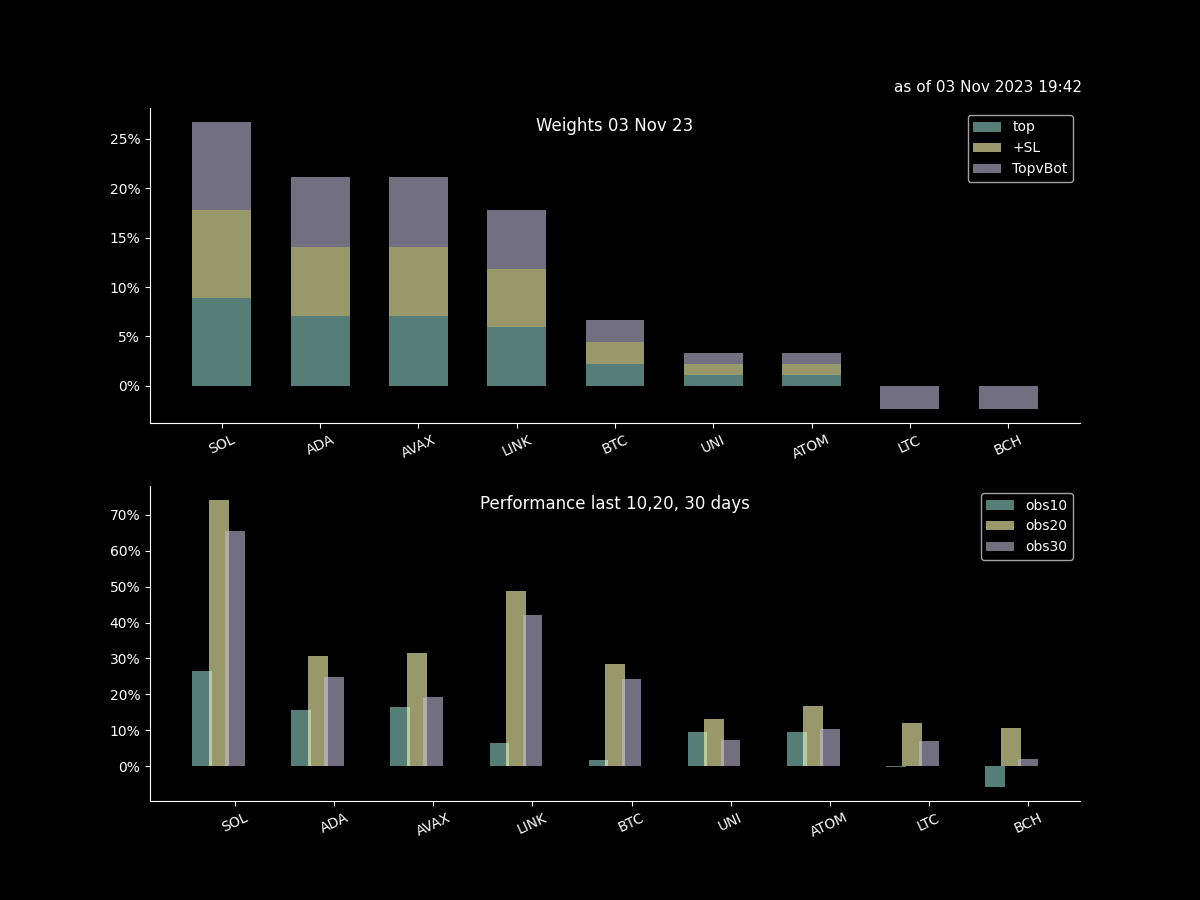 as of 03 Nov 2023 19:42
Weights 03 Nov 23
top
+SL
TopvBot
25%
20%
15%
10%
5%
0%
SOL ADA AVAX LINK BTC UNI ATOM LTC BCH
Performance last 10,20, 30 days
obs10
obs20
obs30
70%
60%
50%
40%
30%
20%
10%
0%
SOL ADA AVAX LINK BTC UNI ATOM LTC BCH